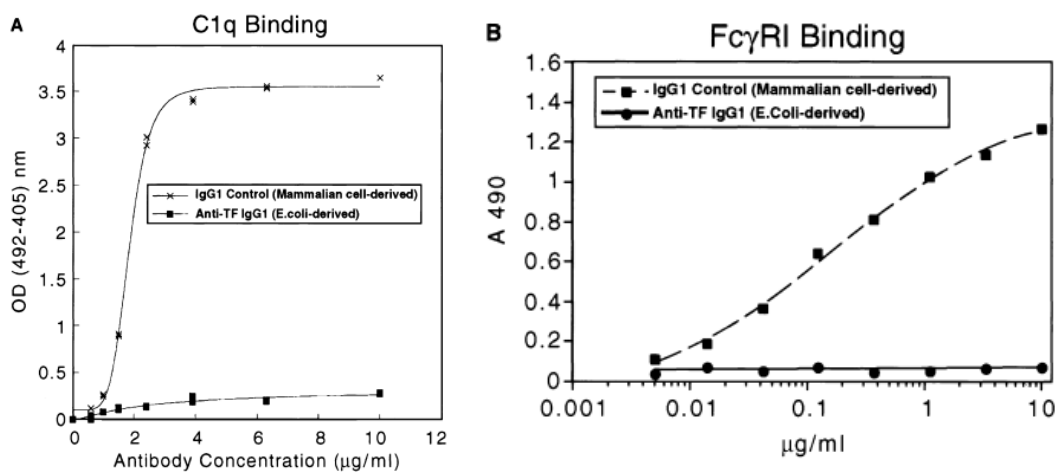 A
C1q Binding
OD (492-405) nm
4
3.5
3
2.5
2
1.5
1
0.5
0
IgG1 Control (Mammalian cell-derived)
Anti-TF IgG1 (E.coli-derived)
0 2 4 6 8 10 12
Antibody Concentration (µg/ml)
B
FcγRI Binding
A 490
1.6
1.4
1.2
1
0.8
0.6
0.4
0.2
0
IgG1 Control (Mammalian cell-derived)
Anti-TF IgG1 (E.Coli-derived)
0.001 0.01 0.1 1 10
µg/ml